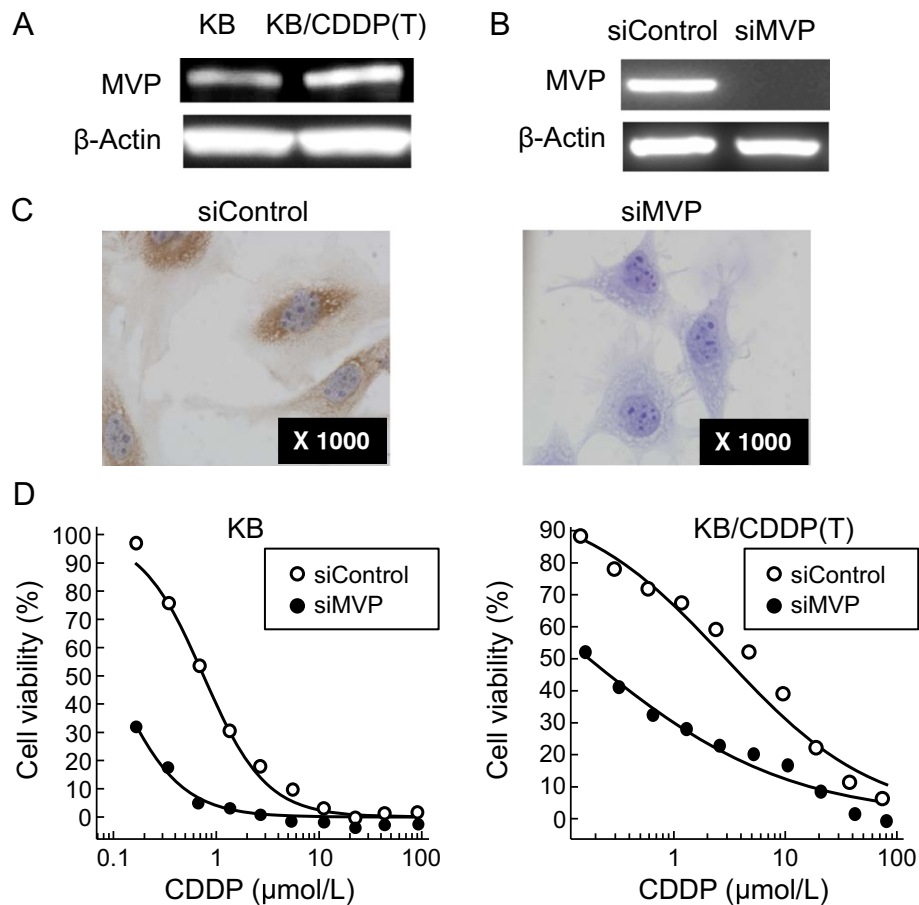 A
KB KB/CDDP(T)
MVP
β-Actin
B
siControl siMVP
MVP
β-Actin
C
siControl
X 1000
siMVP
X 1000
D
KB
siControl
siMVP
Cell viability (%)
100
90
80
70
60
50
40
30
20
10
0
0.1 1 10 100
CDDP (μmol/L)
KB/CDDP(T)
siControl
siMVP
Cell viability (%)
90
80
70
60
50
40
30
20
10
0
1 10 100
CDDP (μmol/L)